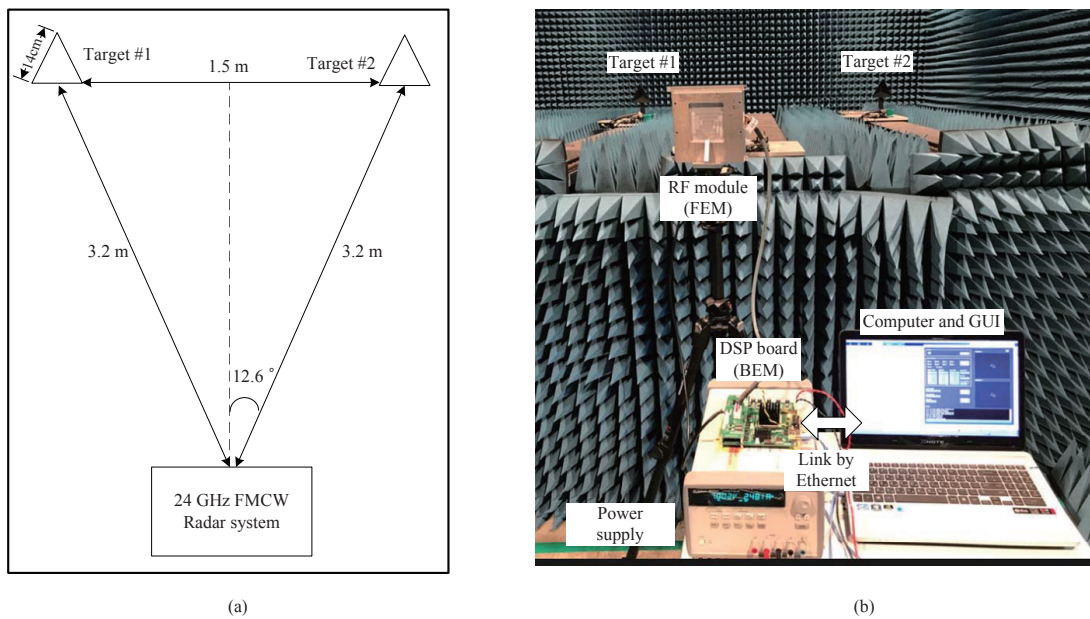 14cm
Target #1
1.5 m
Target #2
3.2 m
3.2 m
12.6 °
24 GHz FMCW
Radar system
(a)
Target #1
Target #2
RF module
(FEM)
Computer and GUI
DSP board
(BEM)
Link by
Ethernet
Power
supply
(b)